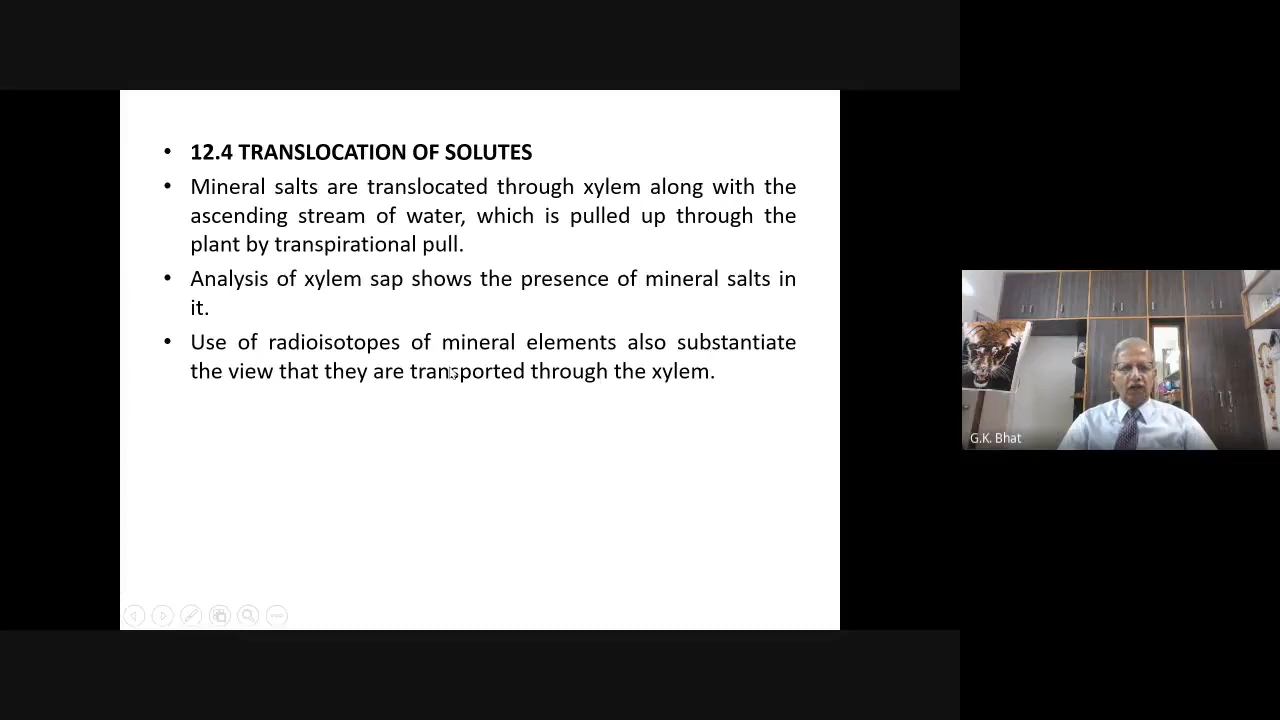 • 12.4 TRANSLOCATION OF SOLUTES
• Mineral salts are translocated through xylem along with the
ascending stream of water, which is pulled up through the
plant by transpirational pull.
• Analysis of xylem sap shows the presence of mineral salts in
it.
• Use of radioisotopes of mineral elements also substantiate
the view that they are transported through the xylem.
G.K. Bhat